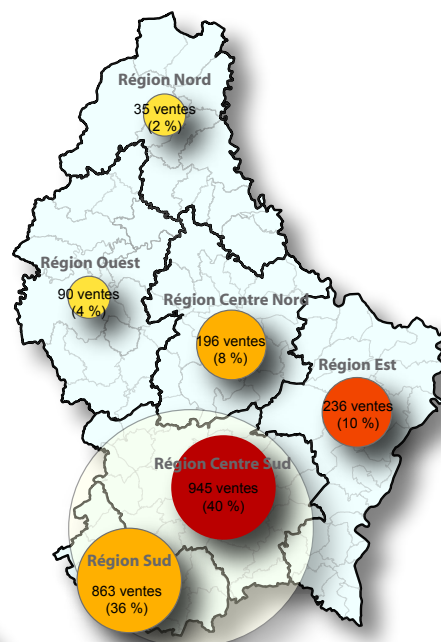 Région Nord
35 ventes
(2 %)
Région Ouest
90 ventes
(4 %)
Région Centre Nord
196 ventes
(8 %)
Région Est
236 ventes
(10 %)
Région Centre Sud
945 ventes
(40 %)
Région Sud
863 ventes
(36 %)